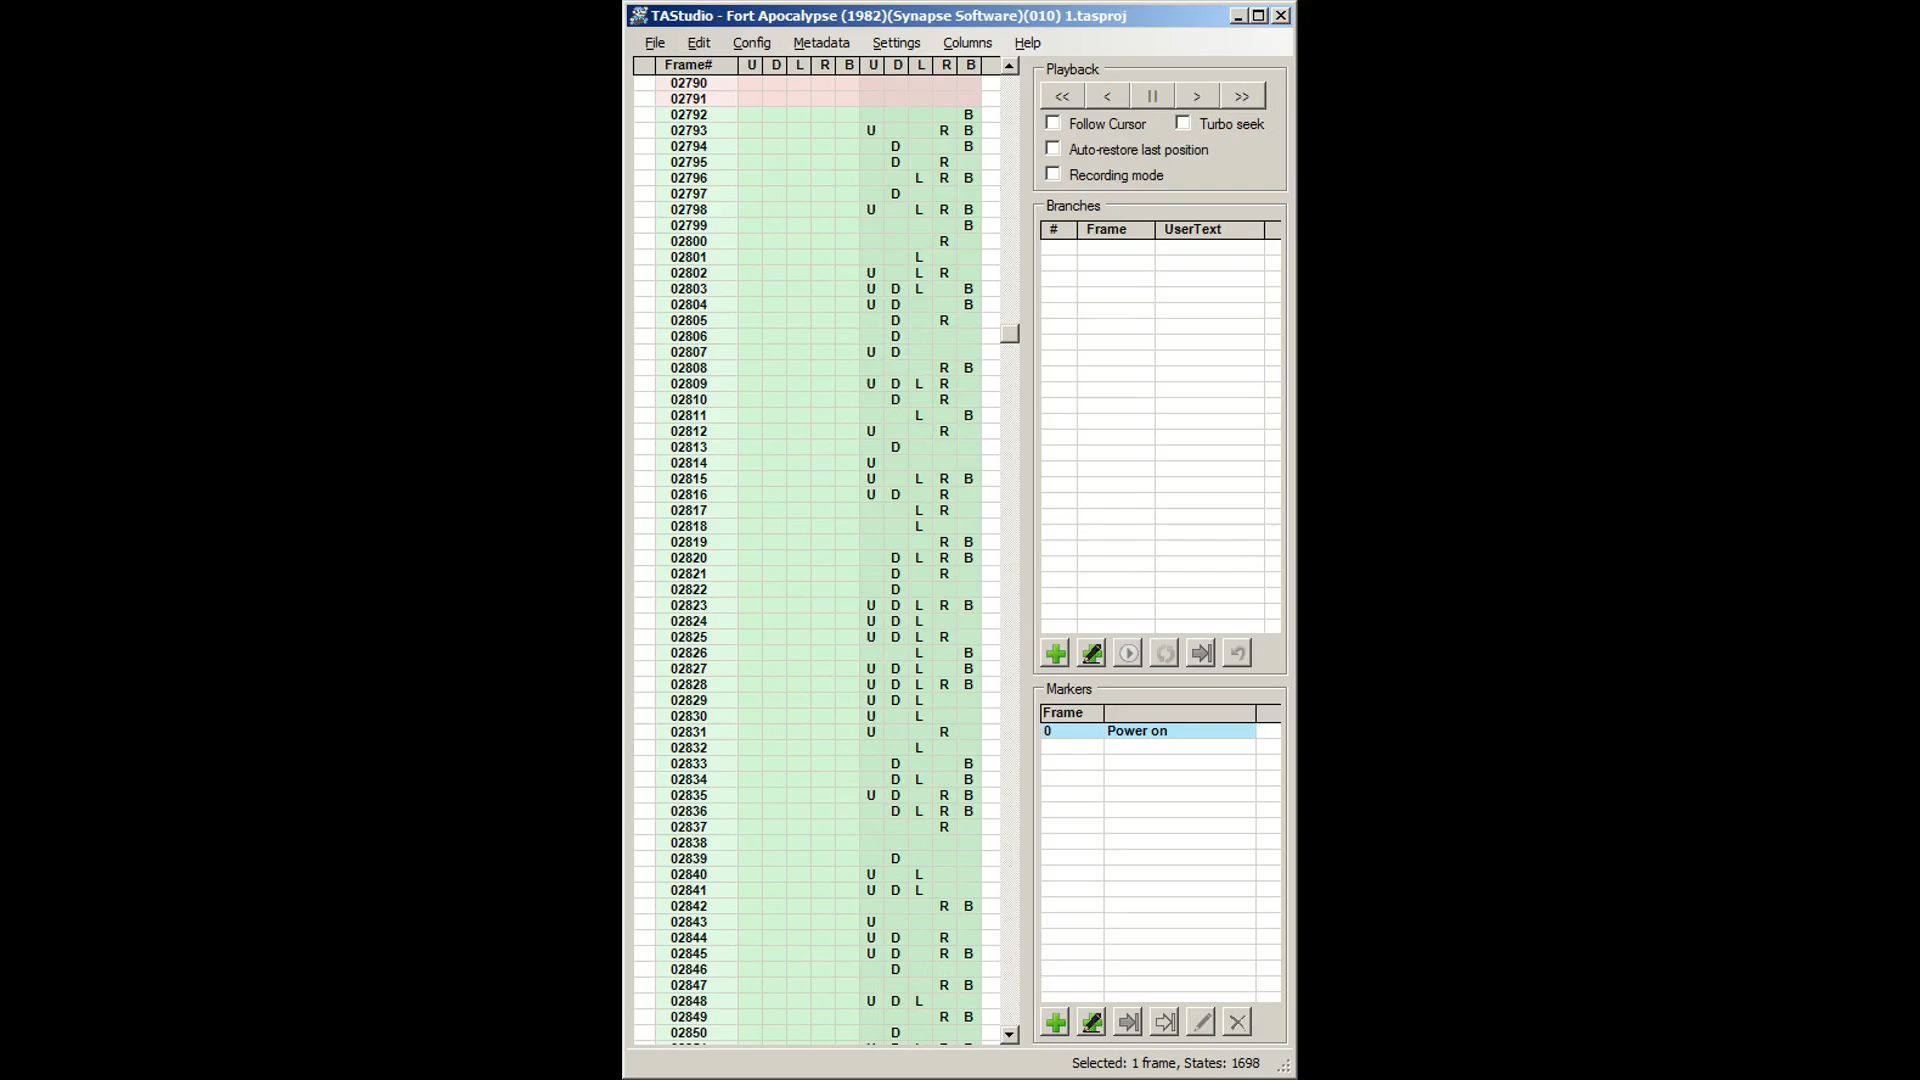 TAStudio - Fort Apocalypse (1982)(Synapse Software)(010) 1.tasproj
File Edit Config Metadata Settings Columns Help
Frame# U D L R B U D L R B
02790
02791
02792 B
02793 U R B
02794 D B
02795 D R
02796 L R B
02797 D
02798 U L R B
02799 B
02800 R
02801 L
02802 U L R
02803 U D L B
02804 U D B
02805 D R
02806 D
02807 U D
02808 R B
02809 U D L R
02810 D R
02811 L B
02812 U R
02813 D
02814 U
02815 U L R B
02816 U D R
02817 L R
02818 L
02819 R B
02820 D L R B
02821 D R
02822 D
02823 U D L R B
02824 U D L
02825 U D L R
02826 L B
02827 U D L B
02828 U D L R B
02829 U D L
02830 U L
02831 U R
02832 L
02833 D B
02834 D L B
02835 U D R B
02836 D L R B
02837 R
02838
02839 D
02840 U L
02841 U D L
02842 R B
02843 U
02844 U D R
02845 U D R B
02846 D
02847 R B
02848 U D L
02849 R B
02850 D
Playback
<< < || > >>
Follow Cursor Turbo seek
Auto-restore last position
Recording mode
Branches
# Frame UserText
Markers
Frame
0 Power on
Selected: 1 frame, States: 1698